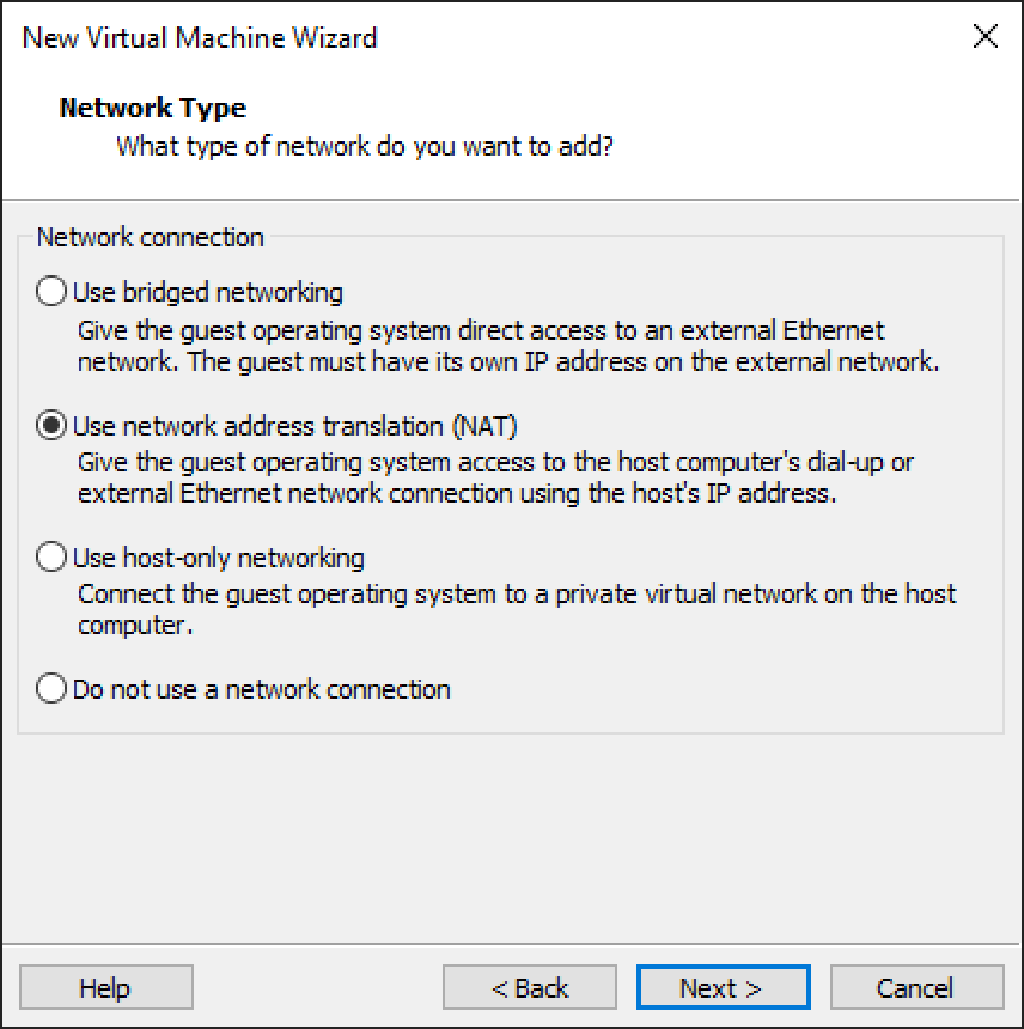 New Virtual Machine Wizard
Network Type
What type of network do you want to add?
Network connection
Use bridged networking
Give the guest operating system direct access to an external Ethernet
network. The guest must have its own IP address on the external network.
Use network address translation (NAT)
Give the guest operating system access to the host computer's dial-up or
external Ethernet network connection using the host's IP address.
Use host-only networking
Connect the guest operating system to a private virtual network on the host
computer.
Do not use a network connection
Help
< Back
Next >
Cancel